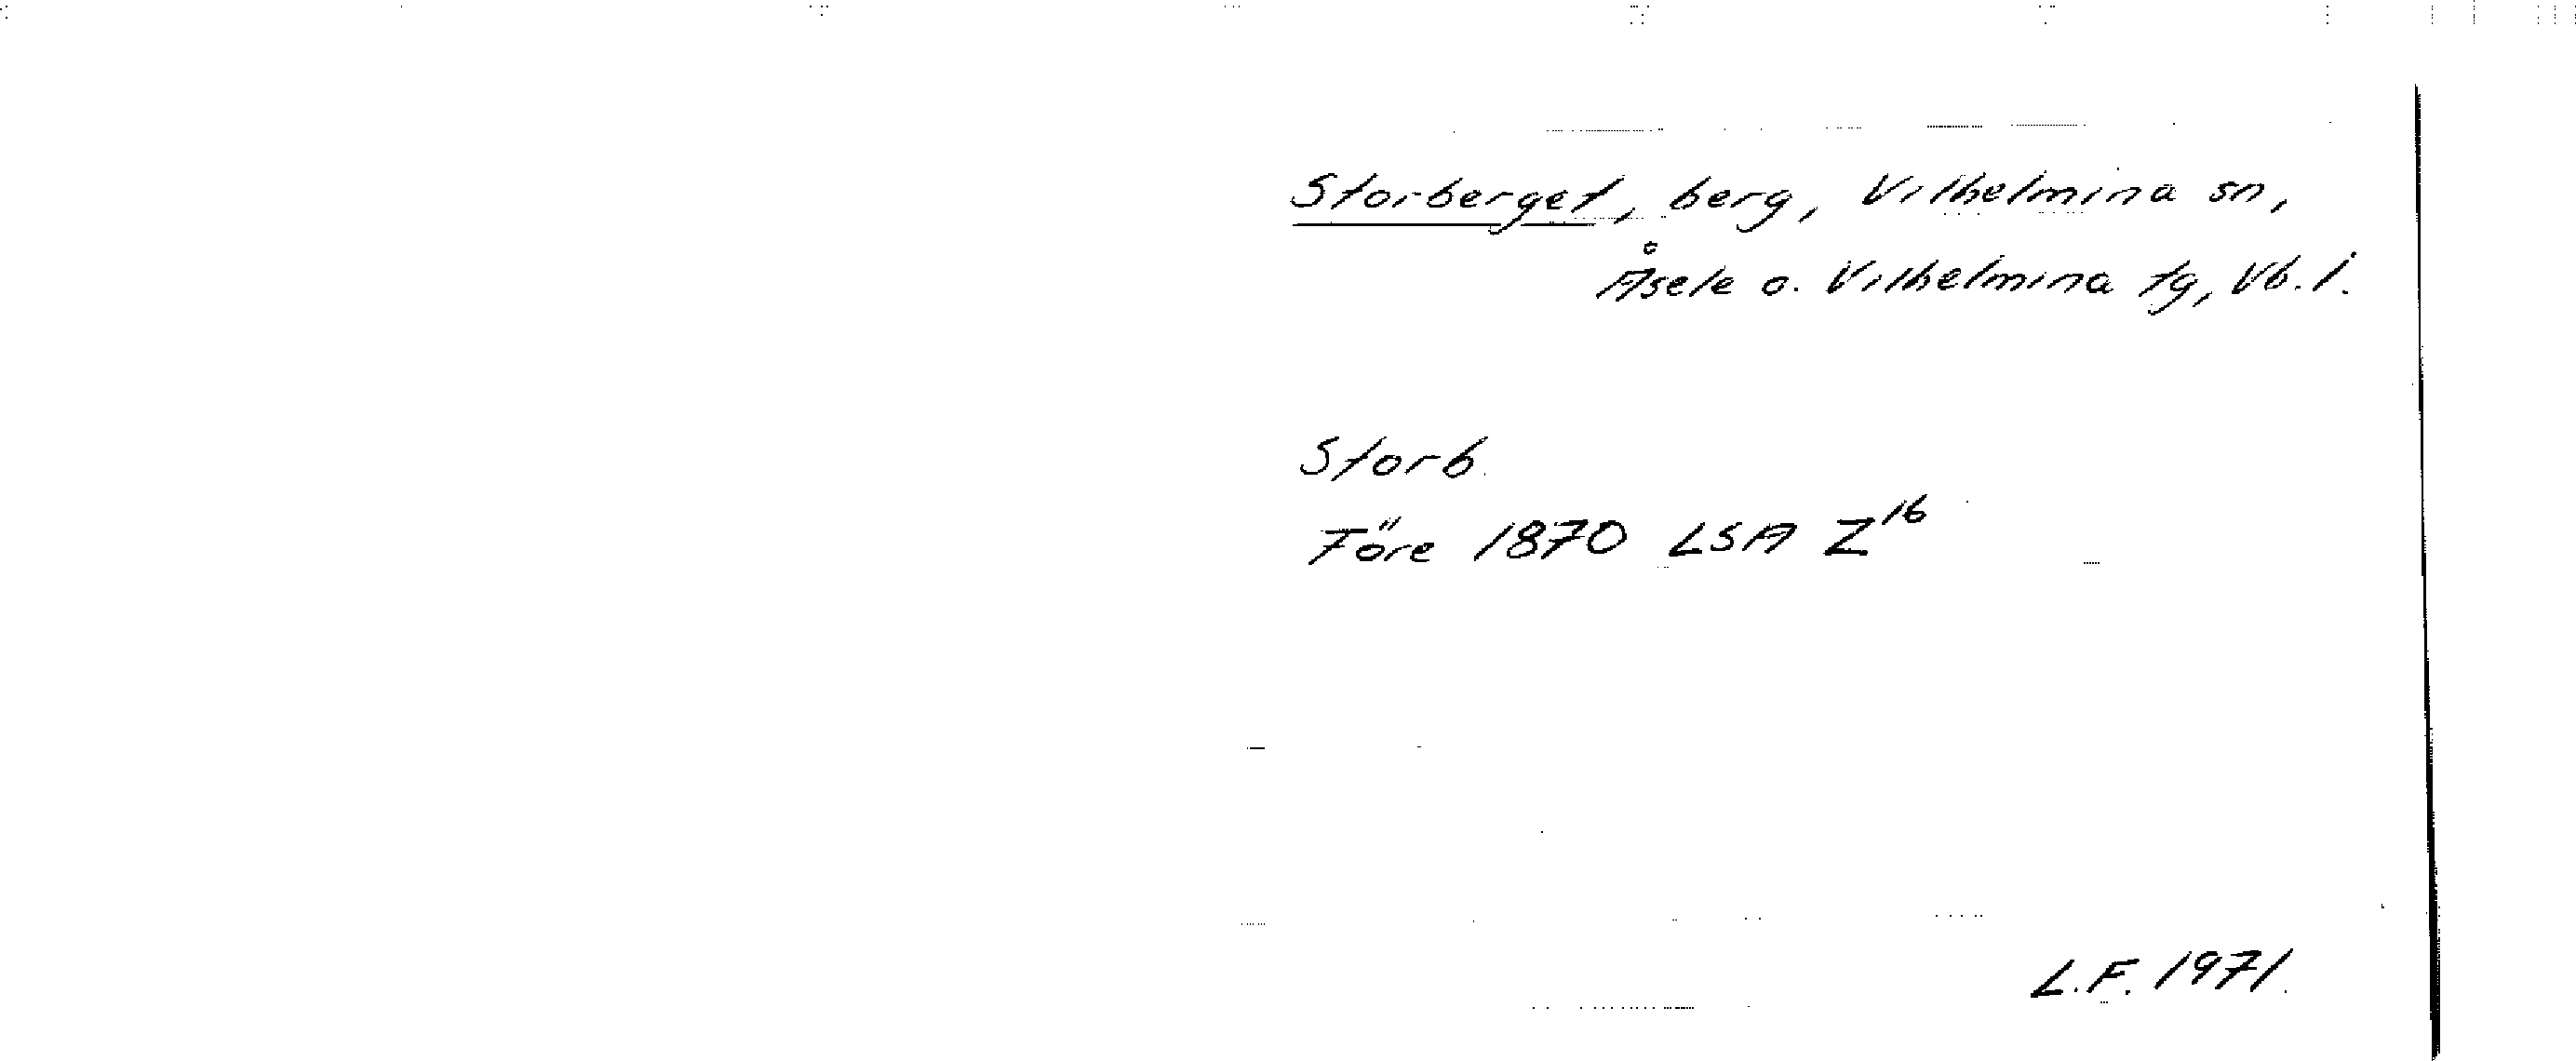 Storberget, berg, Vilhelmina sn,
Åsele o. Vilhelmina tg, Vb. l.
Storb.
Före 1870 LSA Z16
L.F. 1971.